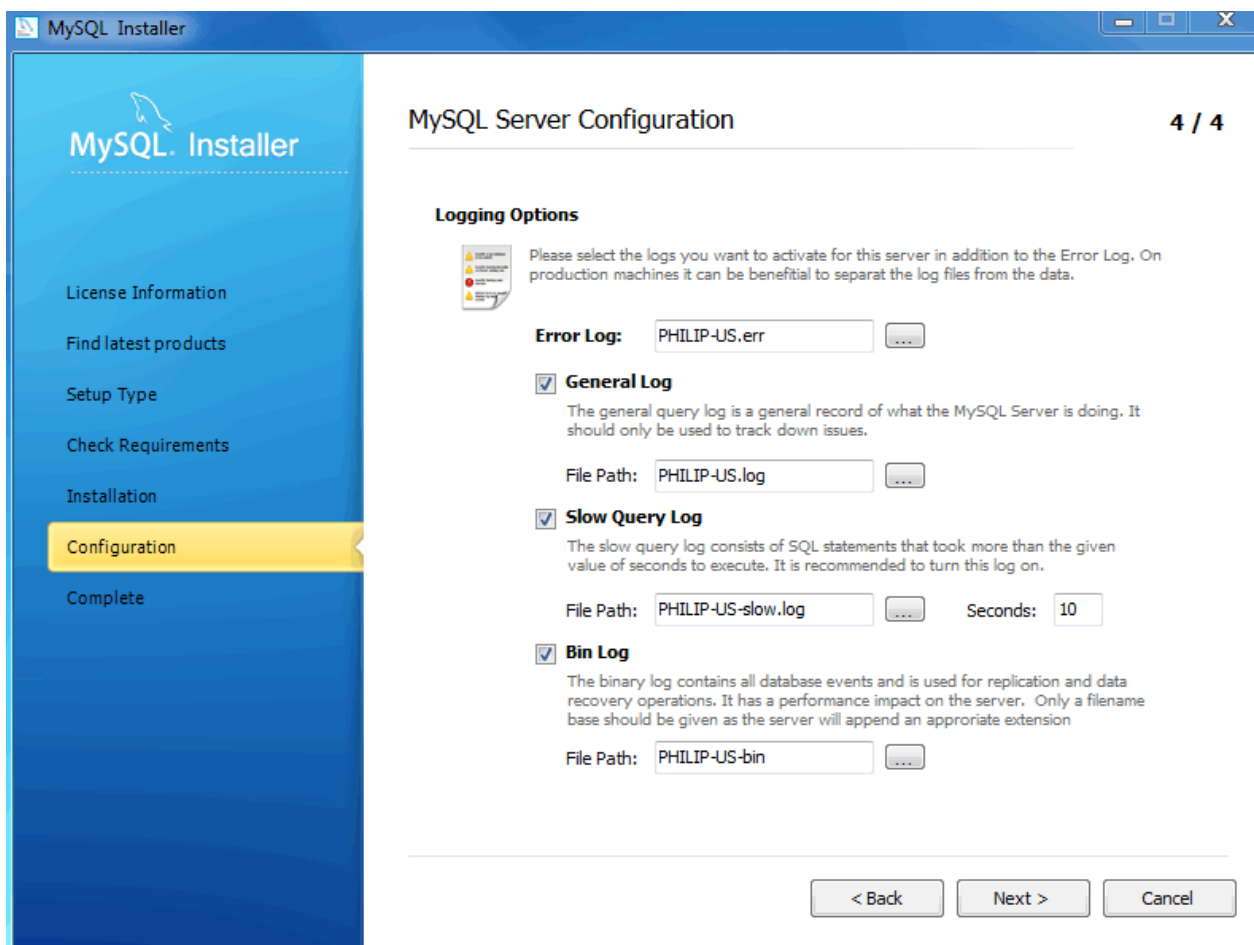 MySQL Installer
MySQL. Installer
License Information
Find latest products
Setup Type
Check Requirements
Installation
Configuration
Complete
MySQL Server Configuration
4 / 4
Logging Options
Please select the logs you want to activate for this server in addition to the Error Log. On
production machines it can be benefitial to separat the log files from the data.
Error Log: PHILIP-US.err ...
General Log
The general query log is a general record of what the MySQL Server is doing. It
should only be used to track down issues.
File Path: PHILIP-US.log ...
Slow Query Log
The slow query log consists of SQL statements that took more than the given
value of seconds to execute. It is recommended to turn this log on.
File Path: PHILIP-US-slow.log ... Seconds: 10
Bin Log
The binary log contains all database events and is used for replication and data
recovery operations. It has a performance impact on the server. Only a filename
base should be given as the server will append an approriate extension
File Path: PHILIP-US-bin ...
< Back Next > Cancel